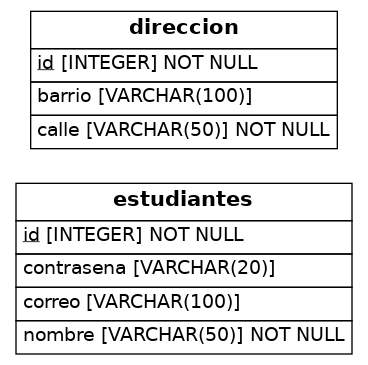 direccion
id [INTEGER] NOT NULL
barrio [VARCHAR(100)]
calle [VARCHAR(50)] NOT NULL
estudiantes
id [INTEGER] NOT NULL
contrasena [VARCHAR(20)]
correo [VARCHAR(100)]
nombre [VARCHAR(50)] NOT NULL